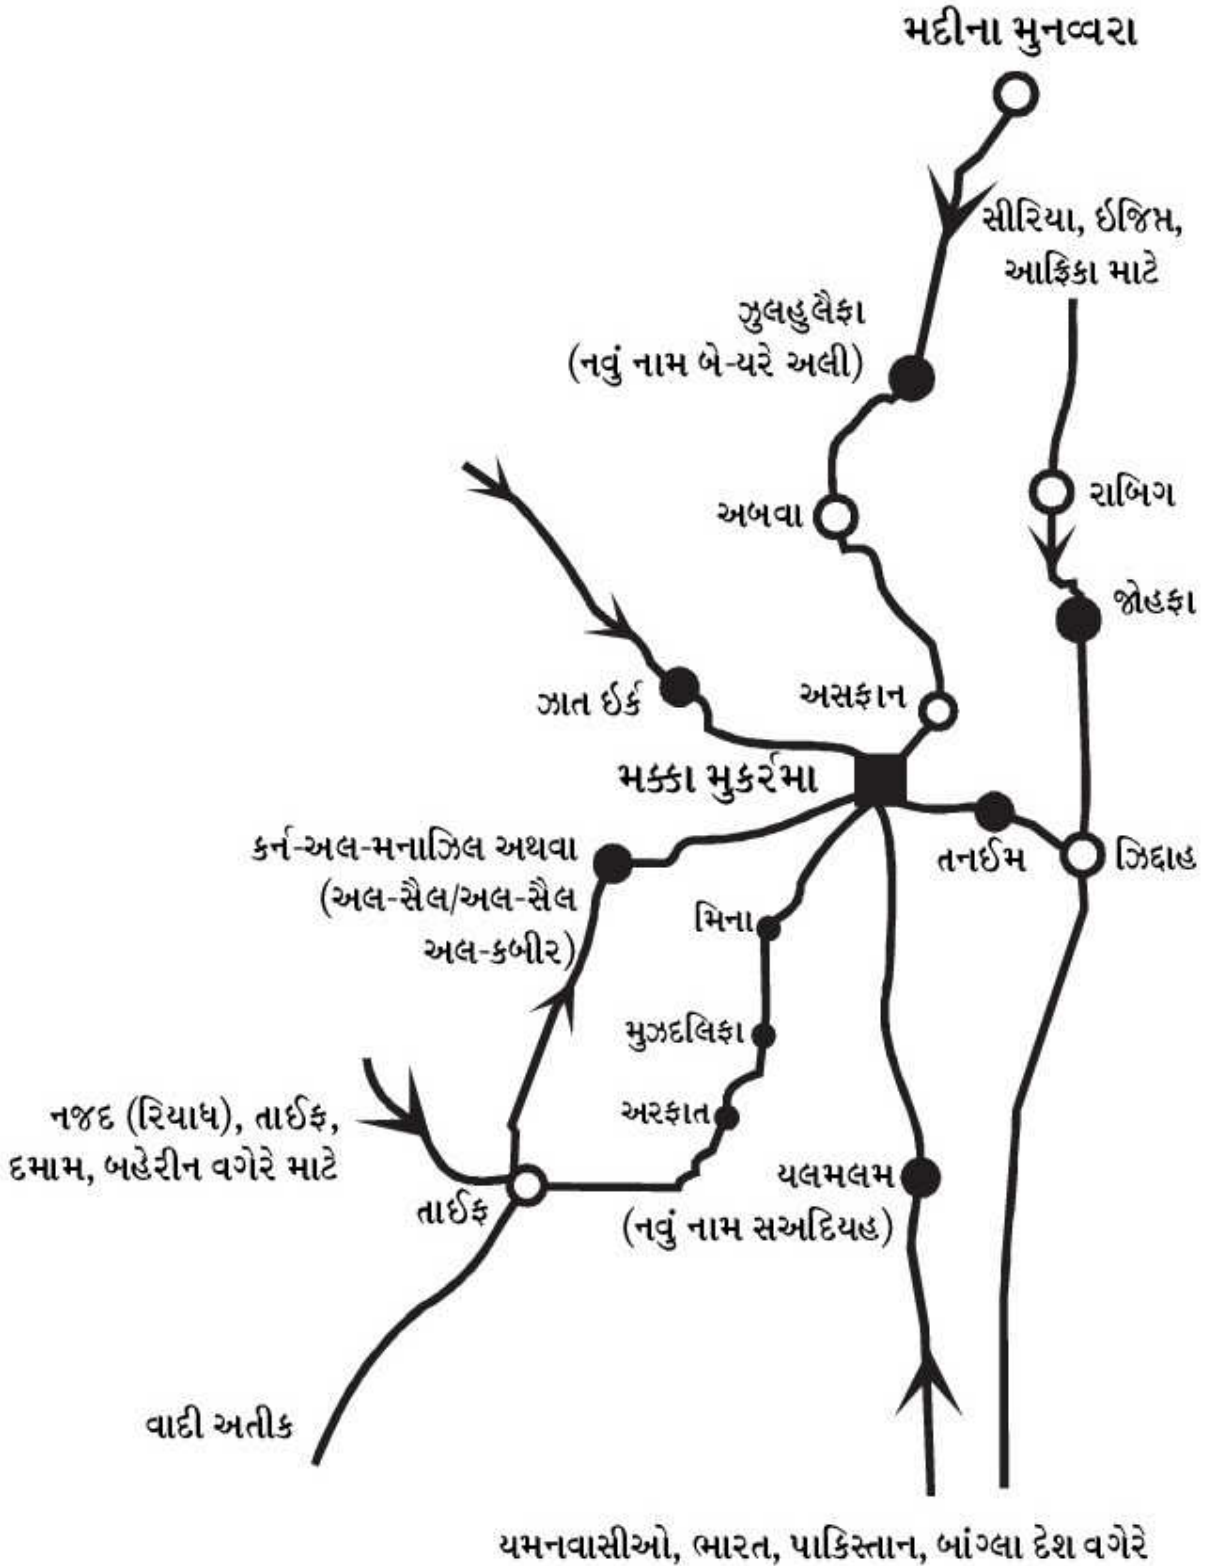 મદીના મુનવ્વરા
સીરિયા, ઇજિપ્ત,
આફ્રિકા માટે
ઝુલહુલૈફા
(નવું નામ બે-યરે અલી)
રાબિગ
અબવા
જોહફા
ઝાત ઇર્ક
અસફાન
મક્કા મુકર્રમા
કર્ન-અલ-મનાઝિલ અથવા
(અલ-સૈલ/અલ-સૈલ
અલ-કબીર)
તનઈમ
ઝિદ્દાહ
મિના
મુઝદલિફા
અરફાત
નજદ (રિયાધ), તાઈફ,
દમામ, બહેરીન વગેરે માટે
તાઈફ
યલમલમ
(નવું નામ સઅદિયહ)
વાદી અતીક
યમનવાસીઓ, ભારત, પાકિસ્તાન, બાંગ્લા દેશ વગેરે